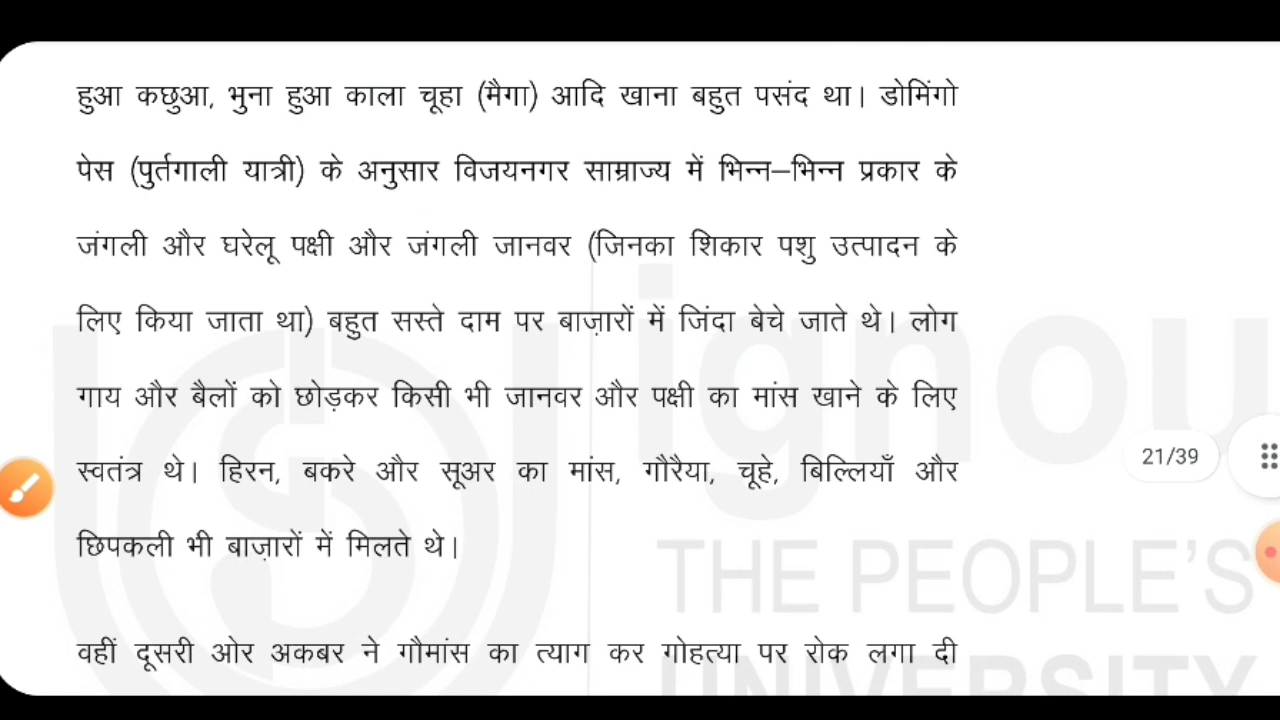 हुआ कछुआ, भुना हुआ काला चूहा (मैगा) आदि खाना बहुत पसंद था। डोमिंगो
पेस (पुर्तगाली यात्री) के अनुसार विजयनगर साम्राज्य में भिन्न–भिन्न प्रकार के
जंगली और घरेलू पक्षी और जंगली जानवर (जिनका शिकार पशु उत्पादन के
लिए किया जाता था) बहुत सस्ते दाम पर बाज़ारों में जिंदा बेचे जाते थे। लोग
गाय और बैलों को छोड़कर किसी भी जानवर और पक्षी का मांस खाने के लिए
स्वतंत्र थे। हिरन, बकरे और सूअर का मांस, गौरैया, चूहे, बिल्लियाँ और
छिपकली भी बाज़ारों में मिलते थे।
वहीं दूसरी ओर अकबर ने गौमांस का त्याग कर गोहत्या पर रोक लगा दी
21/39
ignou
THE PEOPLE'S
UNIVERSITY